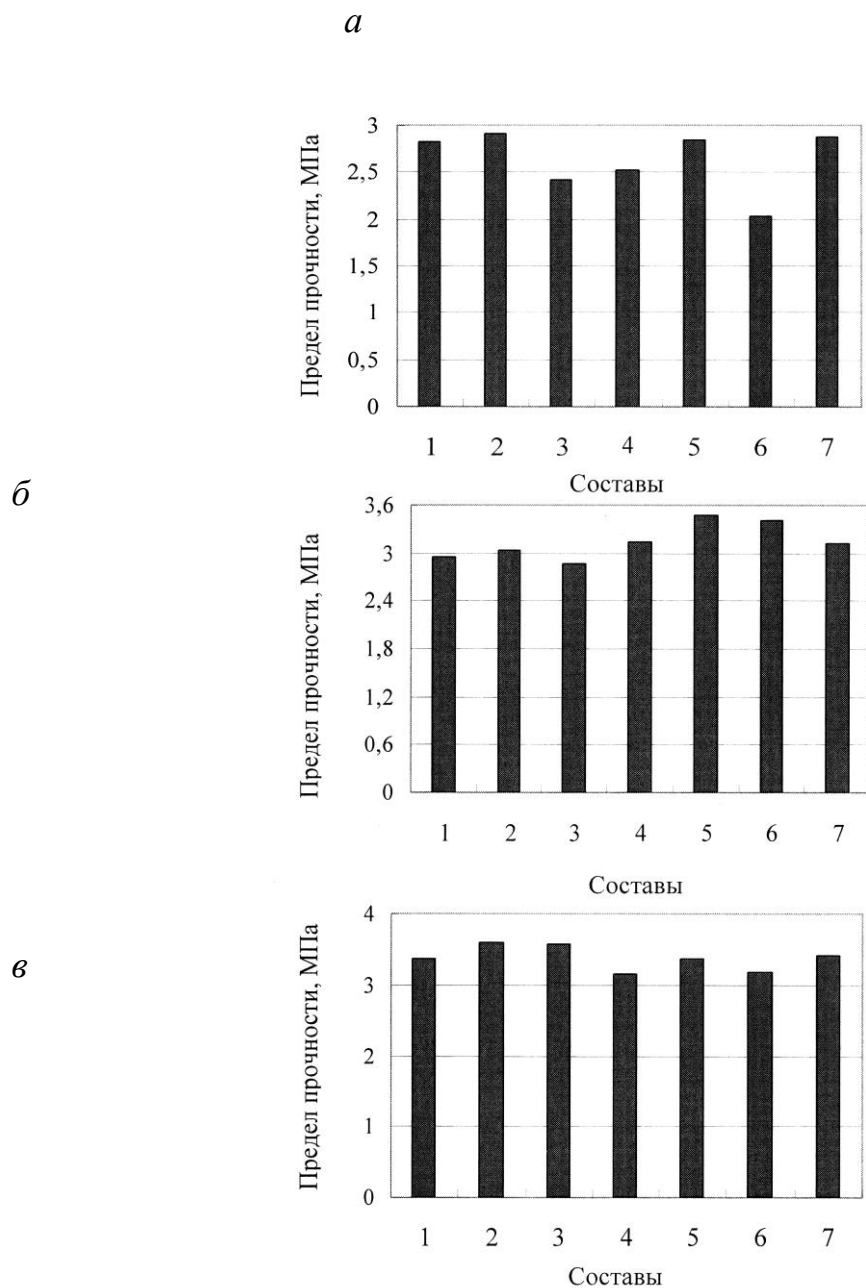 а
Предел прочности, МПа
3
2,5
2
1,5
1
0,5
0
1 2 3 4 5 6 7
Составы
б
Предел прочности, МПа
3,6
3
2,4
1,8
1,2
0,6
0
1 2 3 4 5 6 7
Составы
в
Предел прочности, МПа
4
3
2
1
0
1 2 3 4 5 6 7
Составы